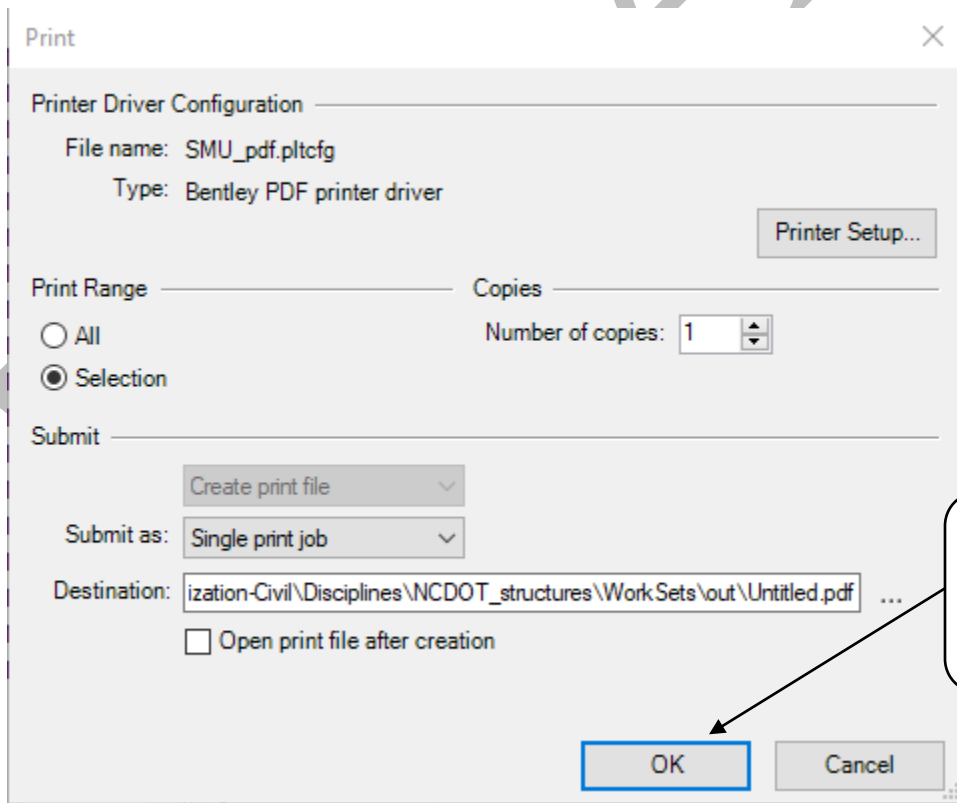 Print
Printer Driver Configuration
File name: SMU_pdf.pltcfg
Type: Bentley PDF printer driver
Printer Setup...
Print Range
Copies
All
Number of copies: 1
Selection
Submit
Create print file
Submit as: Single print job
Destination: ization-Civil\Disciplines\NCDOT_structures\WorkSets\out\Untitled.pdf ...
Open print file after creation
OK Cancel